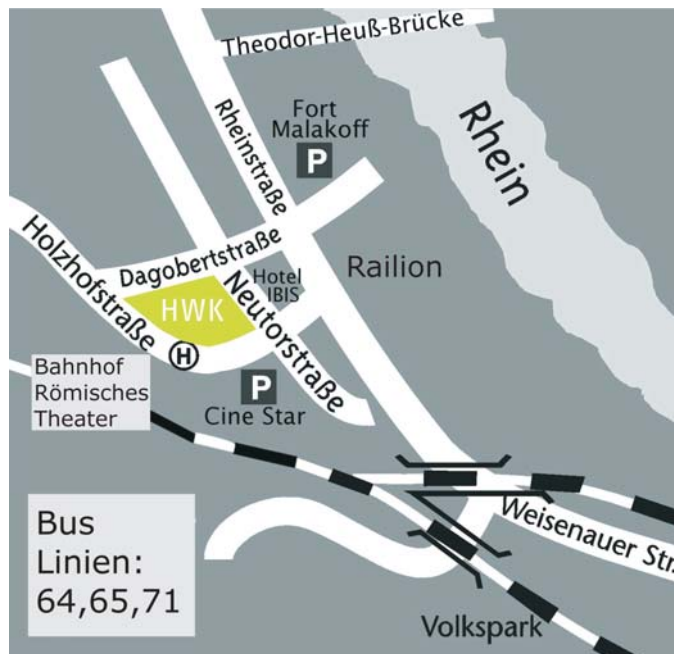 Theodor-Heuß-Brücke
Rhein
Fort
Malakoff
P
Rheinstraße
Holzhofstraße
Dagobertstraße
Railion
Hotel
IBIS
HWK
Neutorstraße
H
Bahnhof
Römisches
Theater
P
Cine Star
Bus
Linien:
64,65,71
Weisenauer Str.
Volkspark